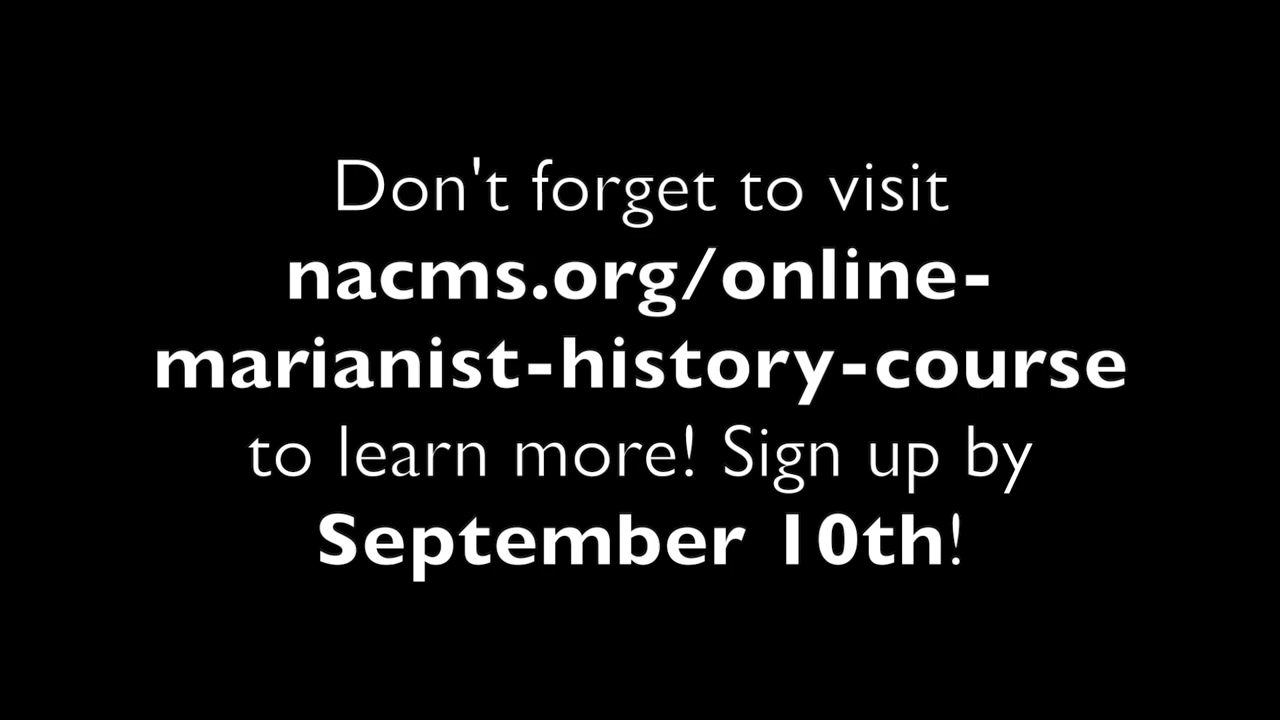 Don't forget to visit
nacms.org/online-
marianist-history-course
to learn more! Sign up by
September 10th!